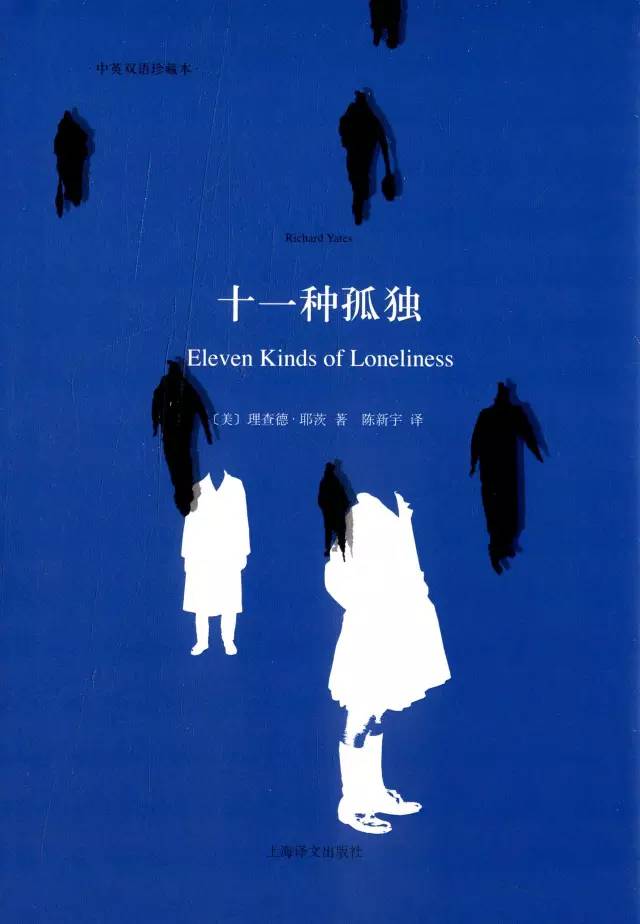 ·中英双语珍藏本·
Richard Yates
十一种孤独
Eleven Kinds of Loneliness
〔美〕理查德·耶茨 著 陈新宇 译
上海译文出版社